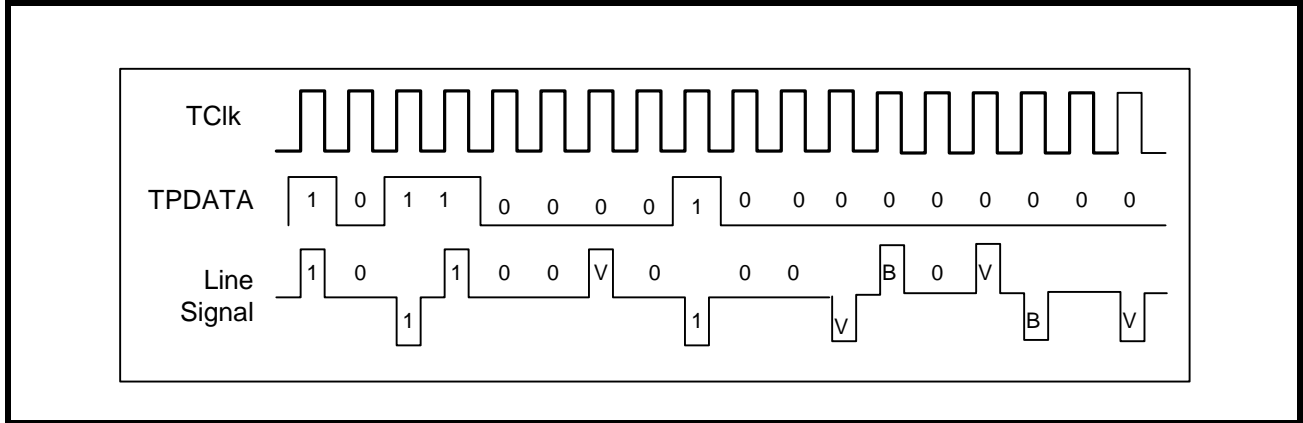 TClk
TPDATA 1 0 1 1 0 0 0 0 1 0 0 0 0 0 0 0 0 0
Line Signal 1 0 1 1 0 0 V 0 1 0 0 V B 0 V B V